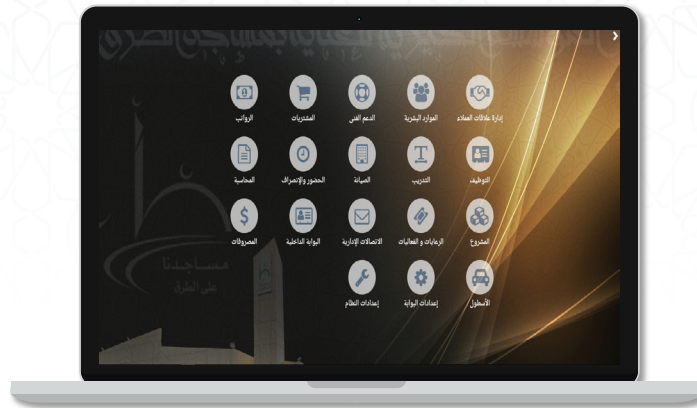 إدارة علاقات العملاء الموارد البشرية الدعم الفنى المشتريات الرواتب
التوظيف التدريب الصيانة الحضور والإنصراف المحاسبة
المشروع الرعايات و الفعاليات الاتصالات الإدارية البوابة الداخلية المصروفات
مساجدنا
على الطرق
الأسطول إعدادات البوابة إعدادات النظام